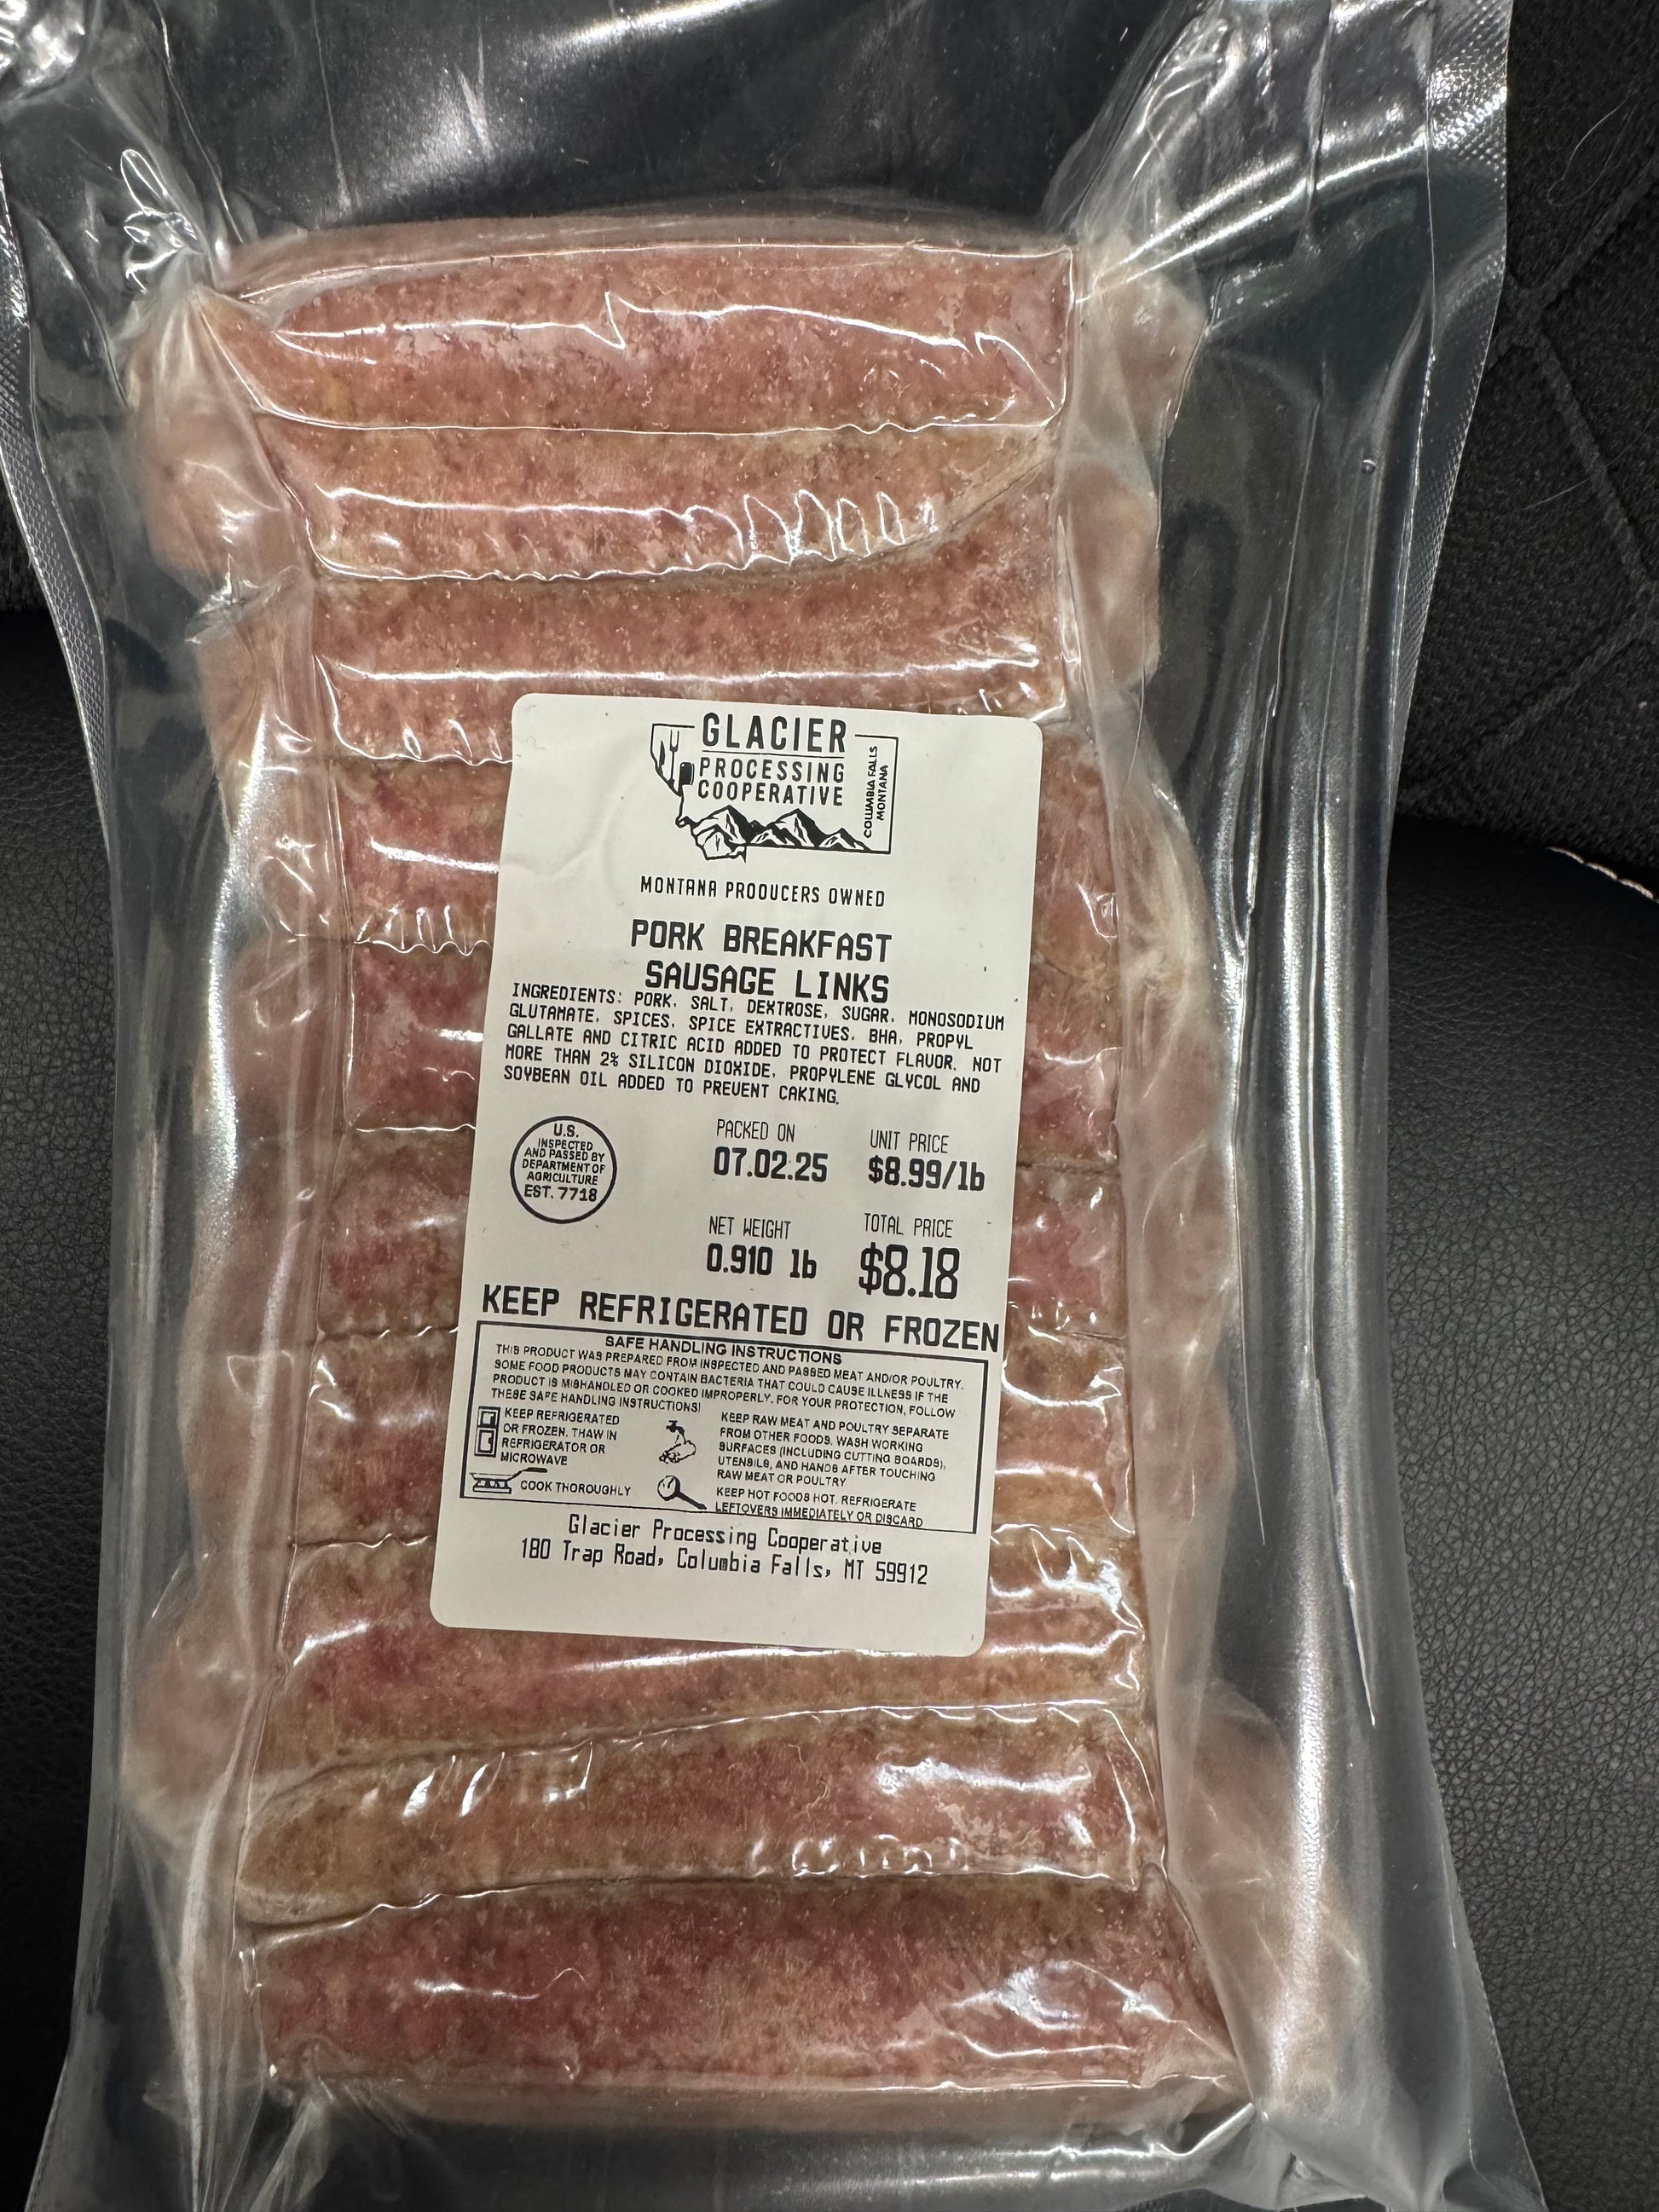 GLACIER
PROCESSING
COOPERATIVE
COLUMBIA FALLS
MONTANA
MONTANA PRODUCERS OWNED
PORK BREAKFAST
SAUSAGE LINKS
INGREDIENTS: PORK, SALT, DEXTROSE, SUGAR, MONOSODIUM
GLUTAMATE, SPICES, SPICE EXTRACTIVES. BHA, PROPYL
GALLATE AND CITRIC ACID ADDED TO PROTECT FLAVOR. NOT
MORE THAN 2% SILICON DIOXIDE, PROPYLENE GLYCOL AND
SOYBEAN OIL ADDED TO PREVENT CAKING.
U.S.
INSPECTED
AND PASSED BY
DEPARTMENT OF
AGRICULTURE
EST. 7718
PACKED ON
07.02.25
UNIT PRICE
$8.99/lb
NET WEIGHT
0.910 lb
TOTAL PRICE
$8.18
KEEP REFRIGERATED OR FROZEN
SAFE HANDLING INSTRUCTIONS
THIS PRODUCT WAS PREPARED FROM INSPECTED AND PASSED MEAT AND/OR POULTRY.
SOME FOOD PRODUCTS MAY CONTAIN BACTERIA THAT COULD CAUSE ILLNESS IF THE
PRODUCT IS MISHANDLED OR COOKED IMPROPERLY. FOR YOUR PROTECTION, FOLLOW
THESE SAFE HANDLING INSTRUCTIONS!
KEEP REFRIGERATED
OR FROZEN. THAW IN
REFRIGERATOR OR
MICROWAVE
COOK THOROUGHLY
KEEP RAW MEAT AND POULTRY SEPARATE
FROM OTHER FOODS. WASH WORKING
SURFACES (INCLUDING CUTTING BOARDS),
UTENSILS, AND HANDS AFTER TOUCHING
RAW MEAT OR POULTRY
KEEP HOT FOODS HOT. REFRIGERATE
LEFTOVERS IMMEDIATELY OR DISCARD
Glacier Processing Cooperative
180 Trap Road, Columbia Falls, MT 59912